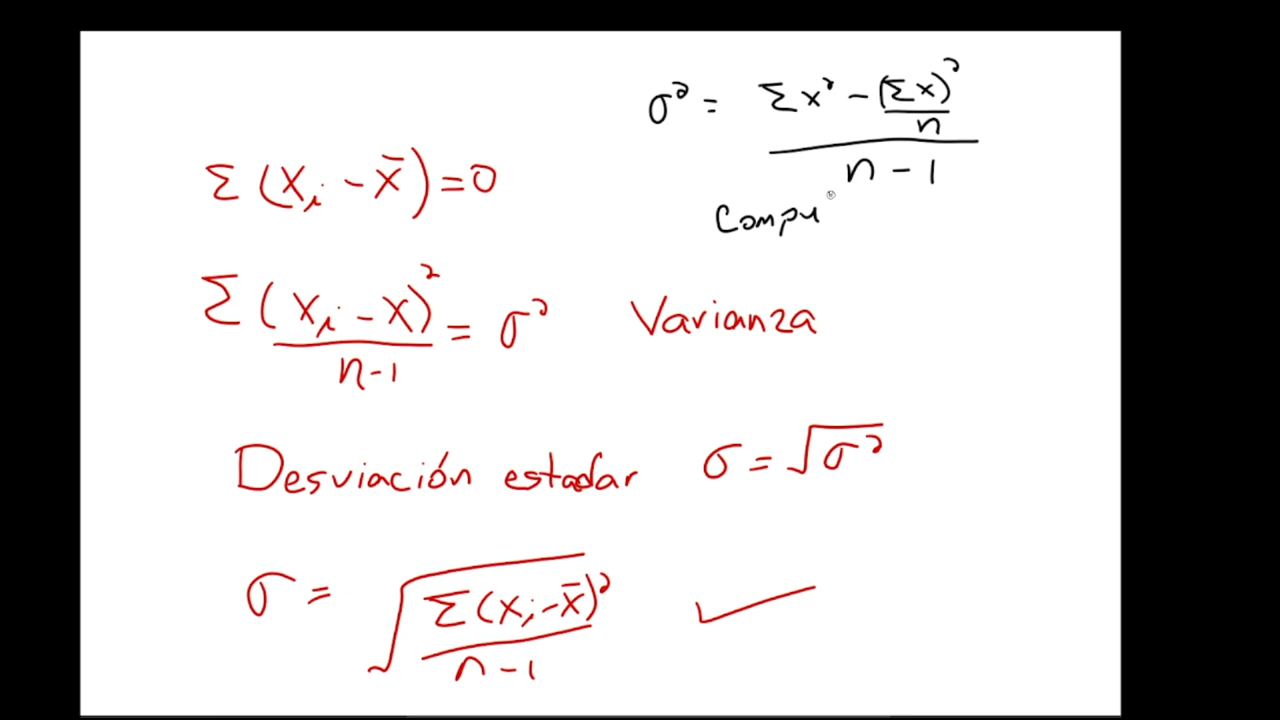 σ² = (Σx² - (Σx)²/n)/(n - 1)
Compu
Σ(Xᵢ - x̄) = 0
Σ(xᵢ - x)²/(n-1) = σ² Varianza
Desviación estadar σ = √σ²
σ = √(Σ(xᵢ - x̄)²/(n - 1)) ✓